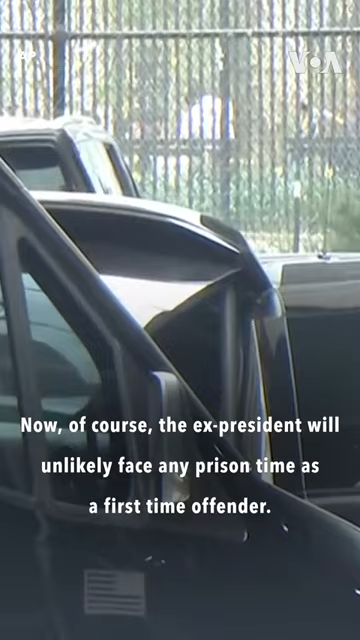 VOA
Now, of course, the ex-president will
unlikely face any prison time as
a first time offender.